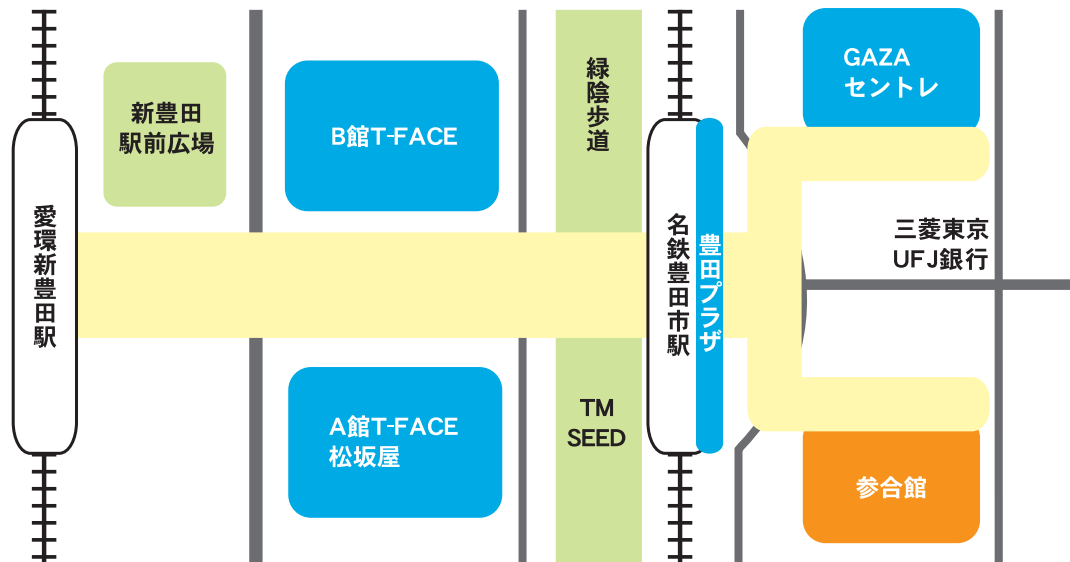 愛環新豊田駅
新豊田
駅前広場
B館T-FACE
A館T-FACE
松坂屋
緑陰歩道
TM
SEED
名鉄豊田市駅
豊田プラザ
GAZA
セントレ
三菱東京
UFJ銀行
参合館